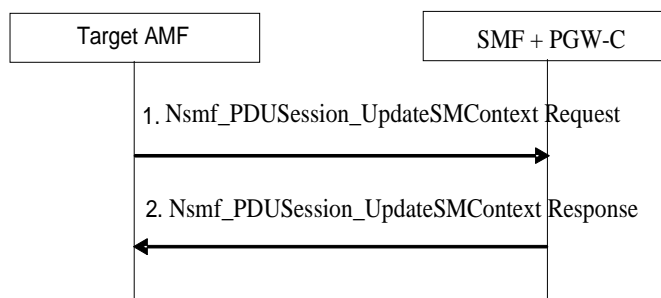 Target AMF
SMF + PGW-C
1. Nsmf_PDUSession_UpdateSMContext Request
2. Nsmf_PDUSession_UpdateSMContext Response